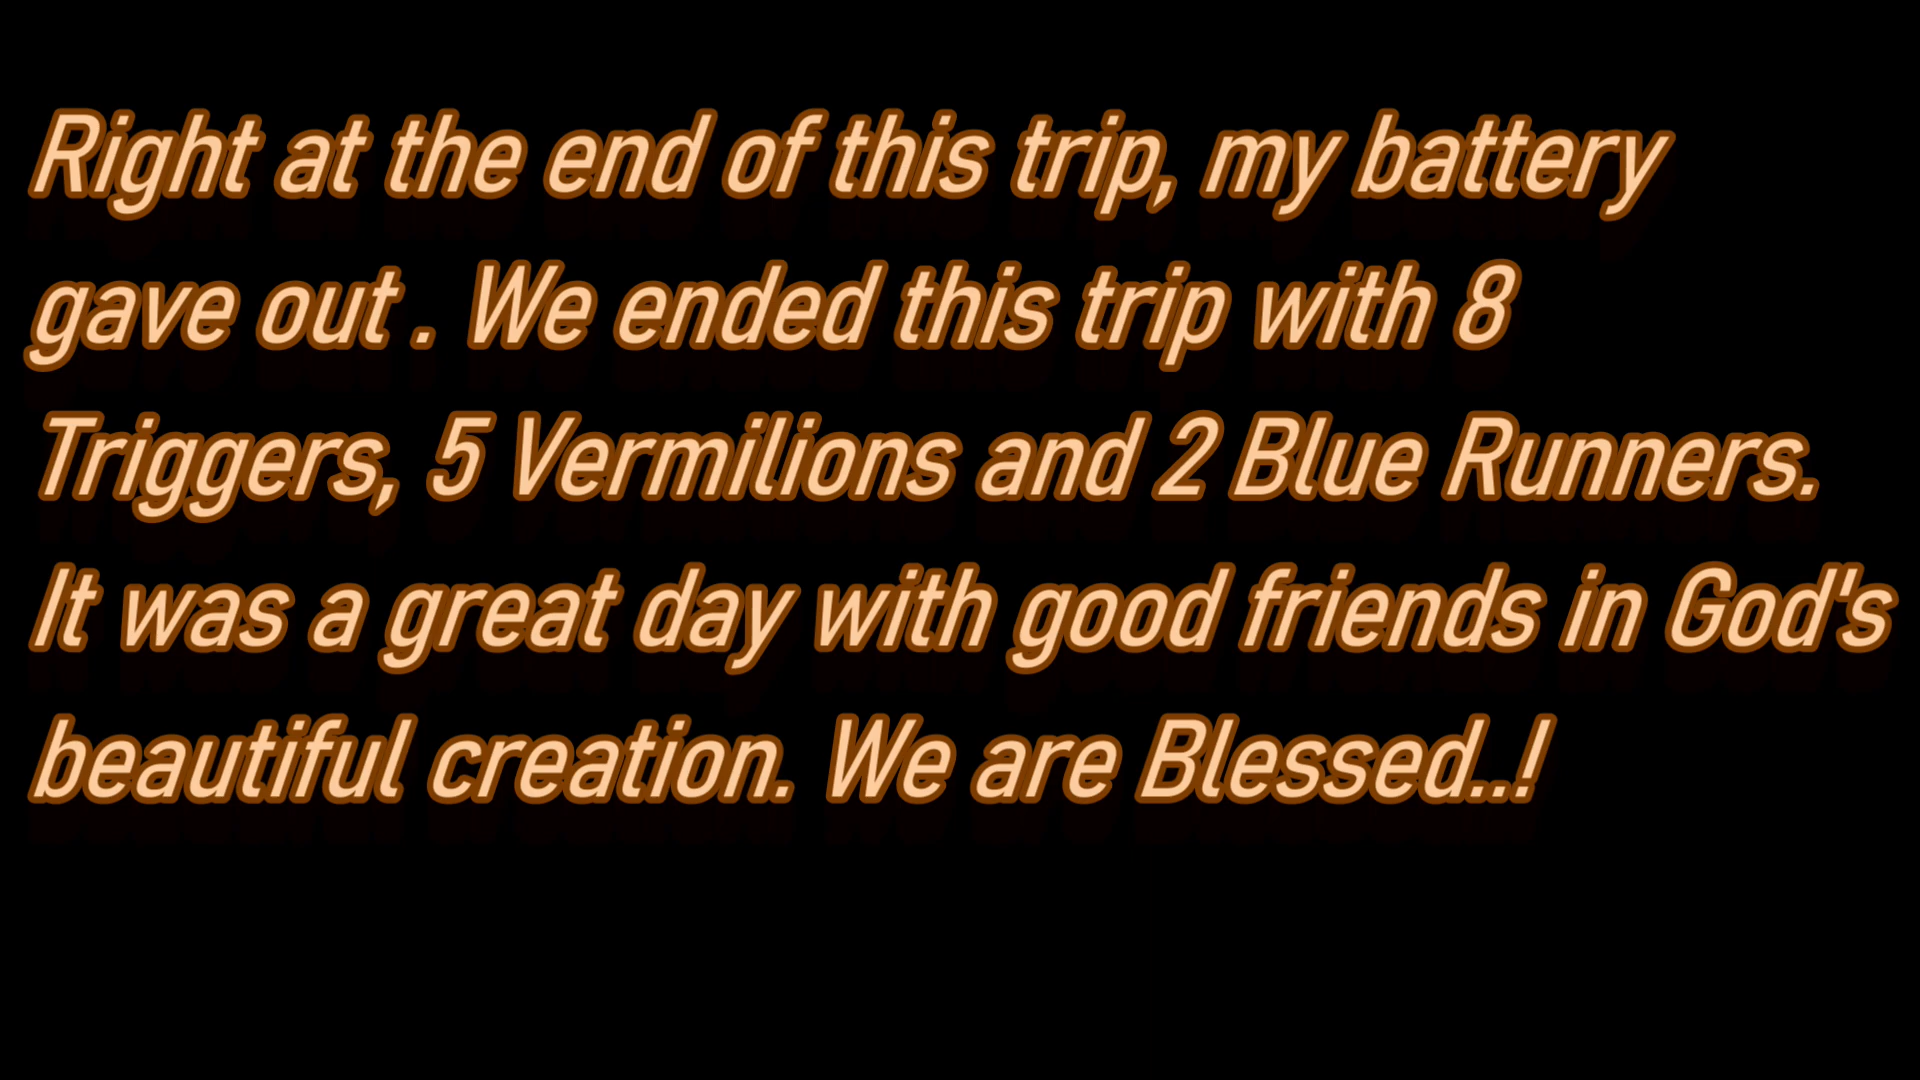 Right at the end of this trip, my battery
gave out . We ended this trip with 8
Triggers, 5 Vermilions and 2 Blue Runners.
It was a great day with good friends in God's
beautiful creation. We are Blessed..!